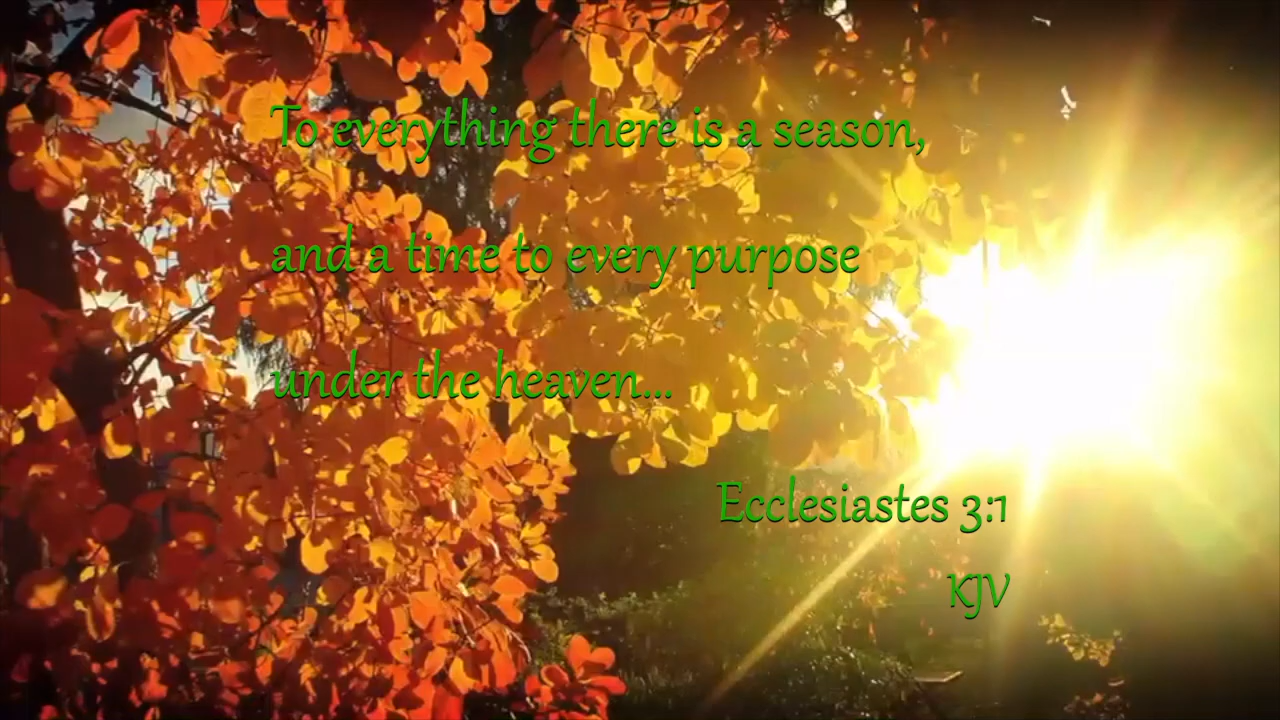 To everything there is a season,
and a time to every purpose
under the heaven...
Ecclesiastes 3:1
KJV